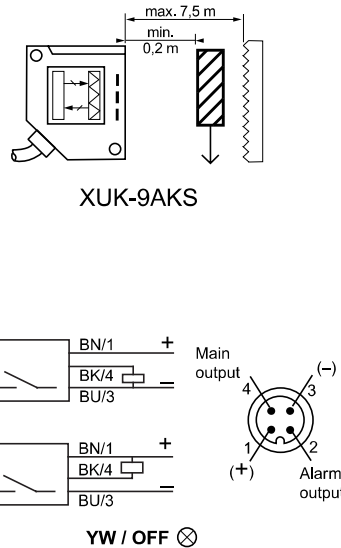 max. 7,5 m
min.
0,2 m
XUK-9AKS
BN/1 +
BK/4
BU/3 –
Main
output
4
3
(–)
1
2
(+)
Alarm
output
BN/1 +
BK/4
BU/3 –
YW / OFF